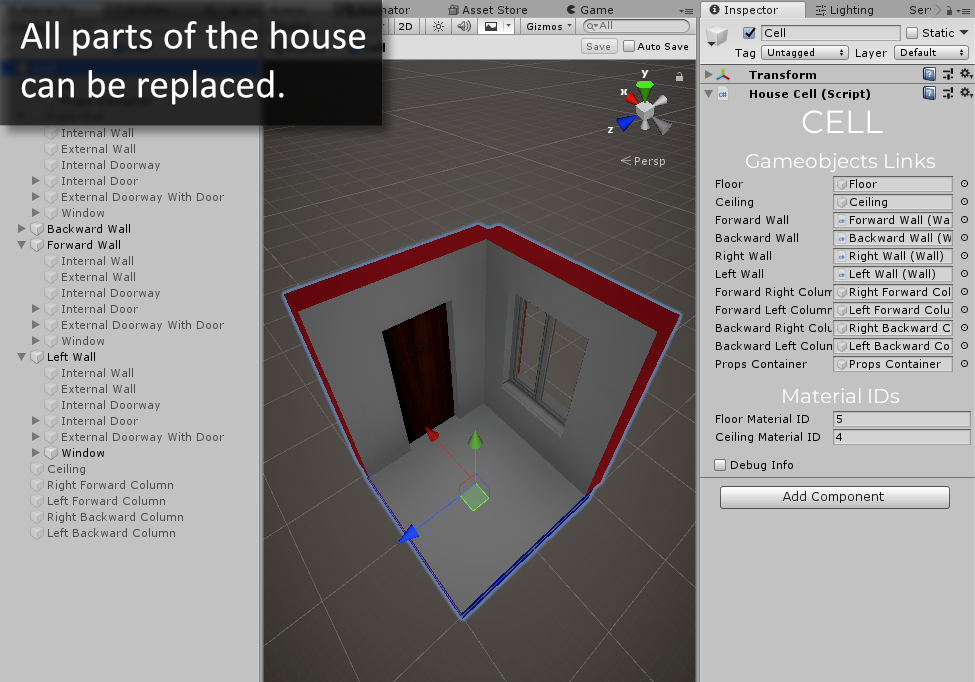 All parts of the house
can be replaced.
Asset Store
Game
2D
Gizmos
All
Save
Auto Save
y
x
z
Persp
Internal Wall
External Wall
Internal Doorway
Internal Door
External Doorway With Door
Window
Backward Wall
Forward Wall
Internal Wall
External Wall
Internal Doorway
Internal Door
External Doorway With Door
Window
Left Wall
Internal Wall
External Wall
Internal Doorway
Internal Door
External Doorway With Door
Window
Ceiling
Right Forward Column
Left Forward Column
Right Backward Column
Left Backward Column
Inspector
Lighting
Ser
Cell
Static
Tag Untagged Layer Default
Transform
House Cell (Script)
CELL
Gameobjects Links
Floor Floor
Ceiling Ceiling
Forward Wall Forward Wall (Wa
Backward Wall Backward Wall (W
Right Wall Right Wall (Wall)
Left Wall Left Wall (Wall)
Forward Right Colum Right Forward Col
Forward Left Column Left Forward Colu
Backward Right Colu Right Backward C
Backward Left Colum Left Backward Co
Props Container Props Container
Material IDs
Floor Material ID 5
Ceiling Material ID 4
Debug Info
Add Component